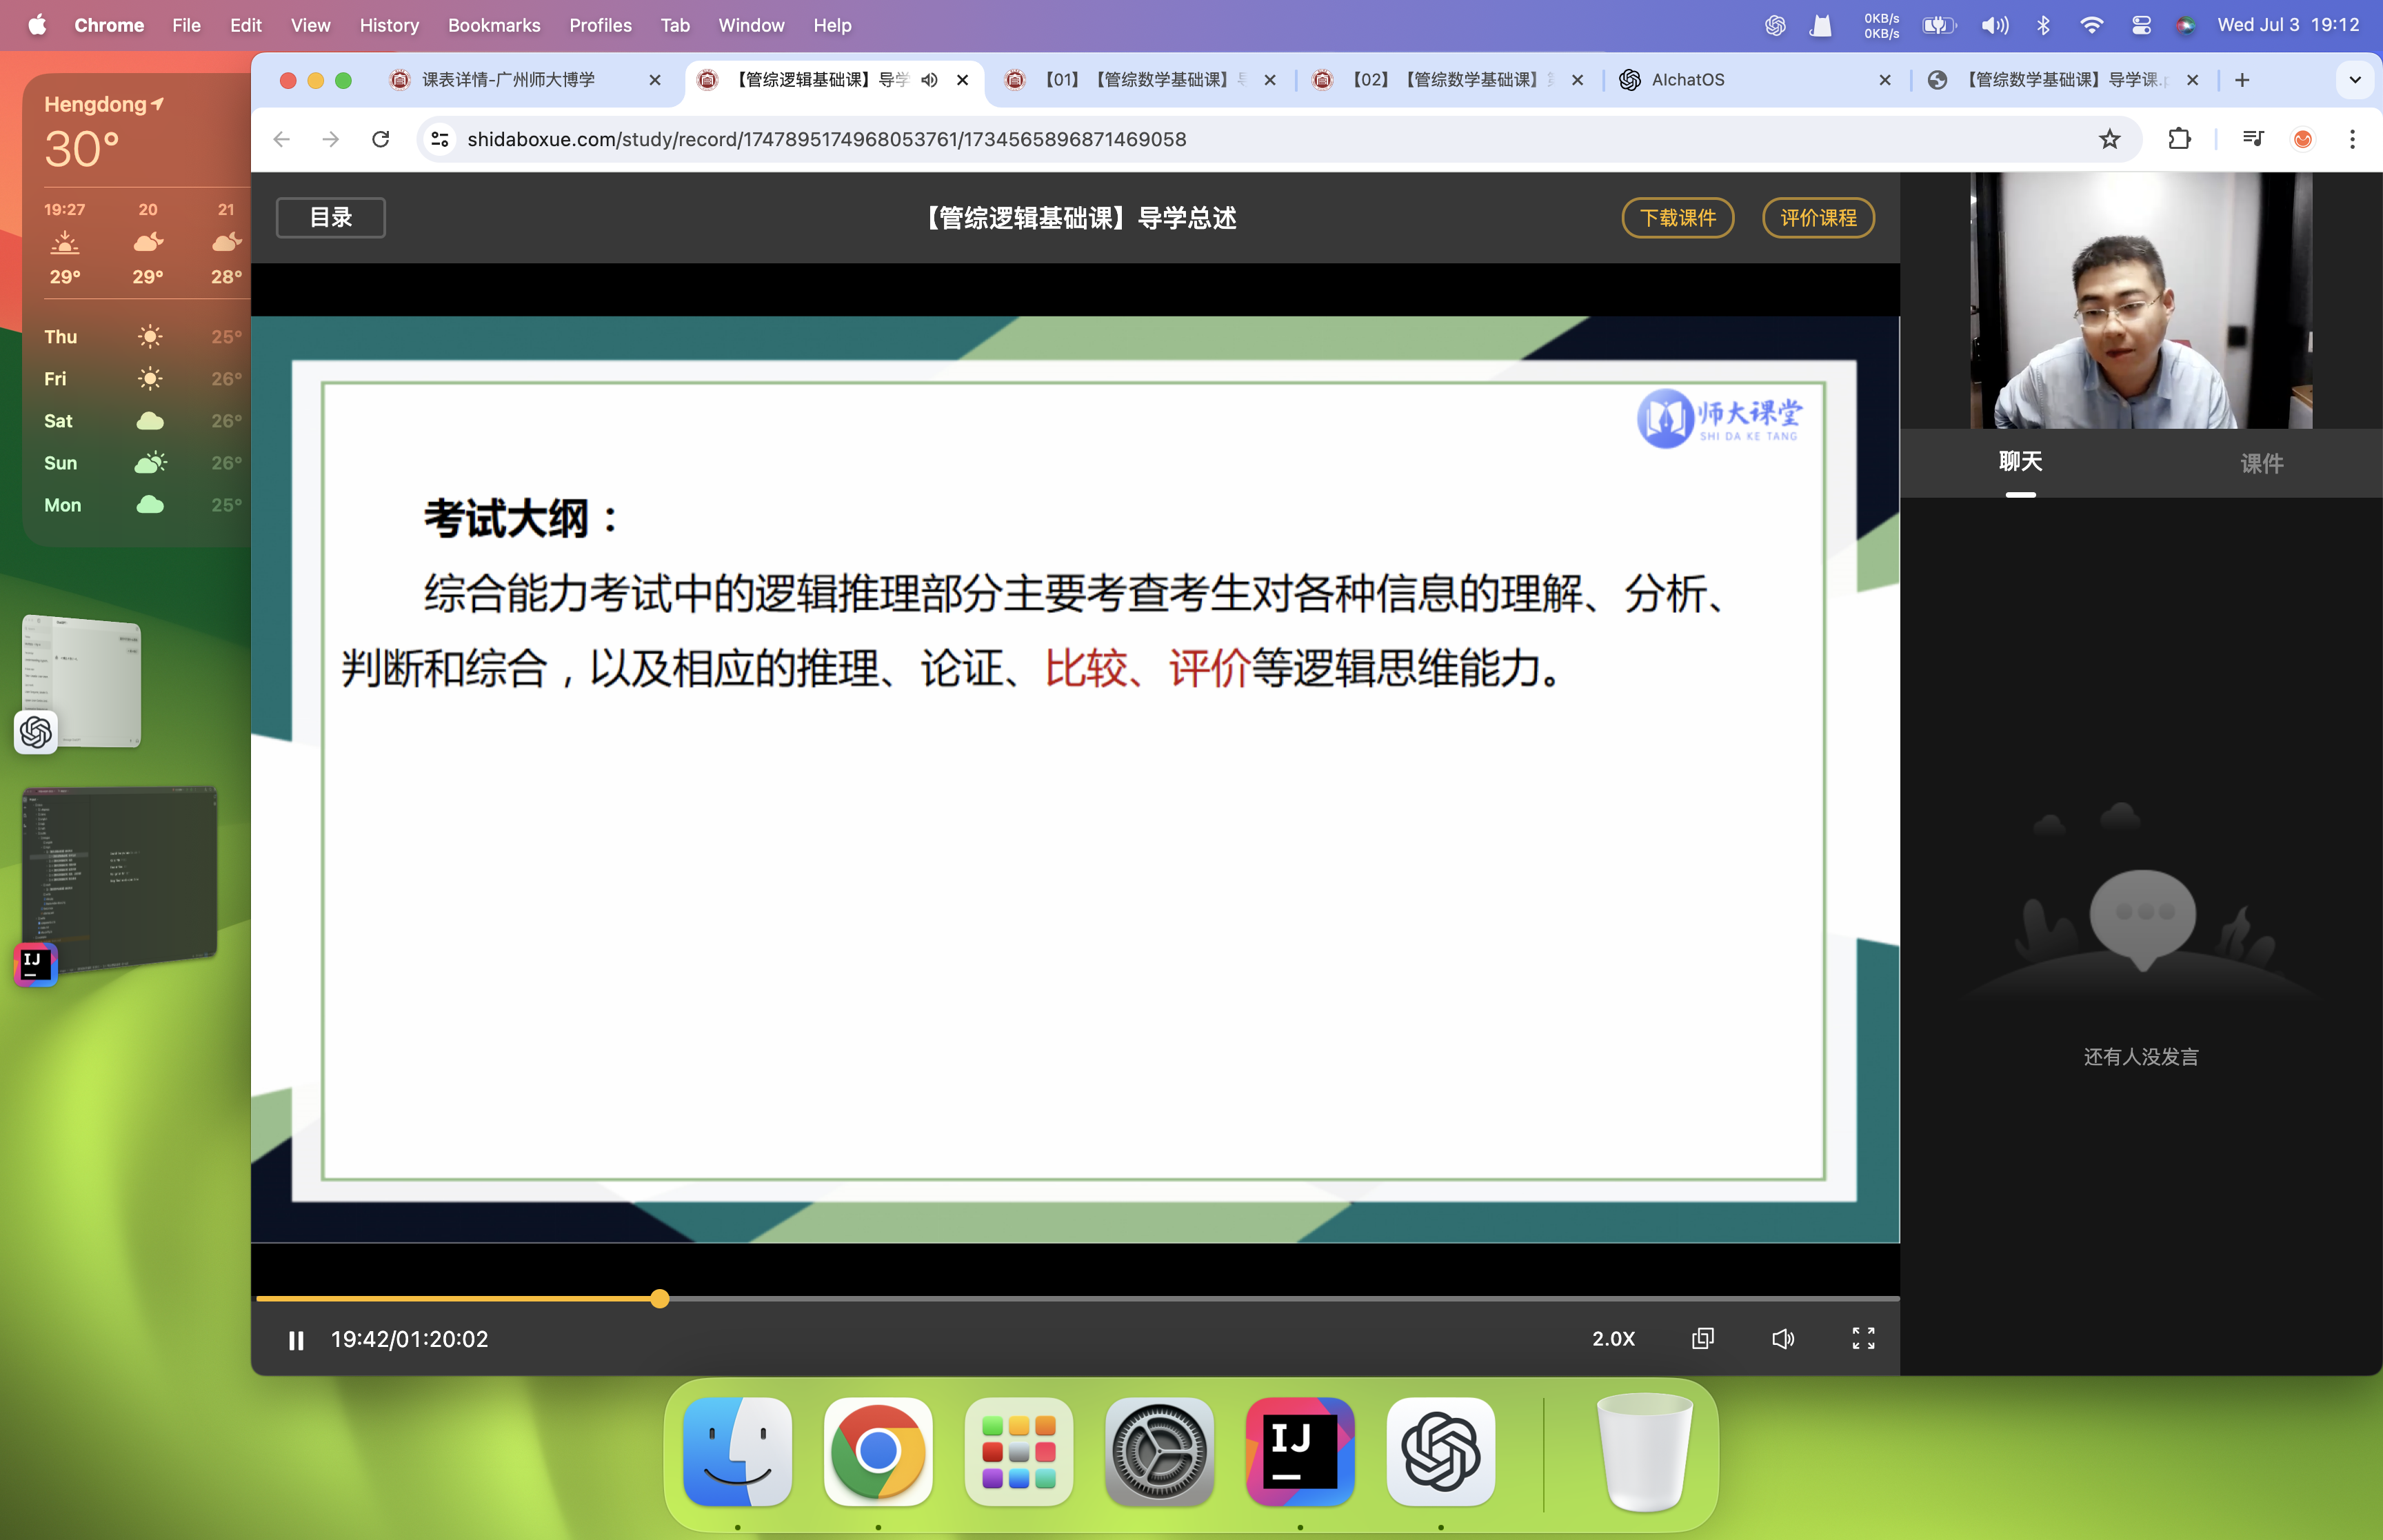 Chrome File Edit View History Bookmarks Profiles Tab Window Help
0KB/s
0KB/s
Wed Jul 3 19:12
课表详情-广州师大博学
【管综逻辑基础课】导学
【01】【管综数学基础课】
【02】【管综数学基础课】
AIchatOS
【管综数学基础课】导学课.
shidaboxue.com/study/record/1747895174968053761/1734565896871469058
Hengdong
30°
19:27 20 21
29° 29° 28°
Thu 25°
Fri 26°
Sat 26°
Sun 26°
Mon 25°
目录
【管综逻辑基础课】导学总述
下载课件
评价课程
师大课堂
SHI DA KE TANG
考试大纲：
综合能力考试中的逻辑推理部分主要考查考生对各种信息的理解、分析、
判断和综合，以及相应的推理、论证、比较、评价等逻辑思维能力。
聊天
课件
还有人没发言
19:42/01:20:02
2.0X
IJ
IJ